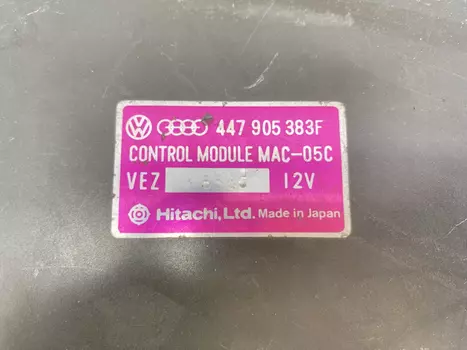 447 905 383F
CONTROL MODULE MAC-05C
VEZ 12V
Hitachi, Ltd. Made in Japan